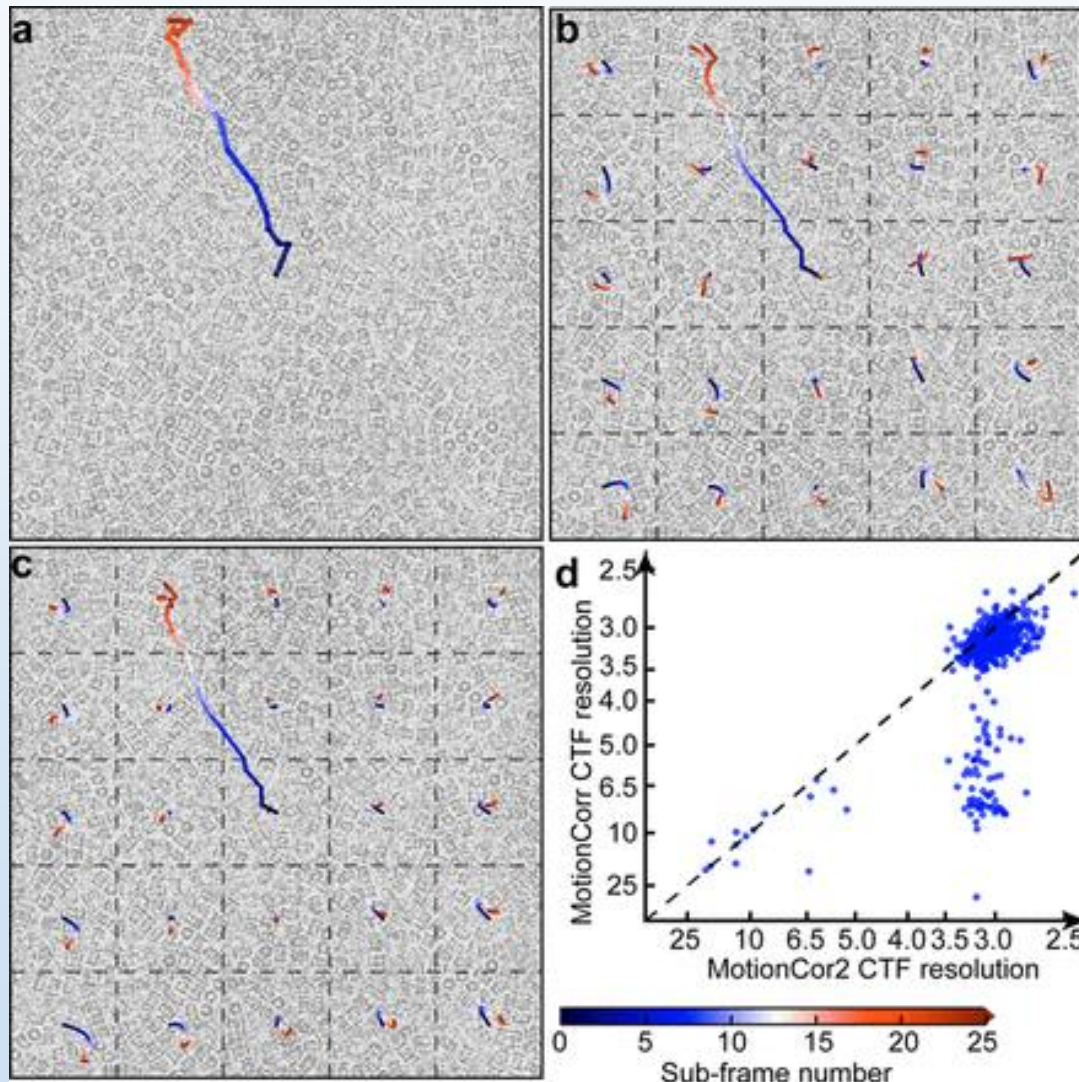 a
b
c
d
2.5
3.0
3.5
4.0
5.0
6.5
10
25
MotionCorr CTF resolution
25 10 6.5 5.0 4.0 3.5 3.0 2.5
MotionCor2 CTF resolution
0 5 10 15 20 25
Sub-frame number